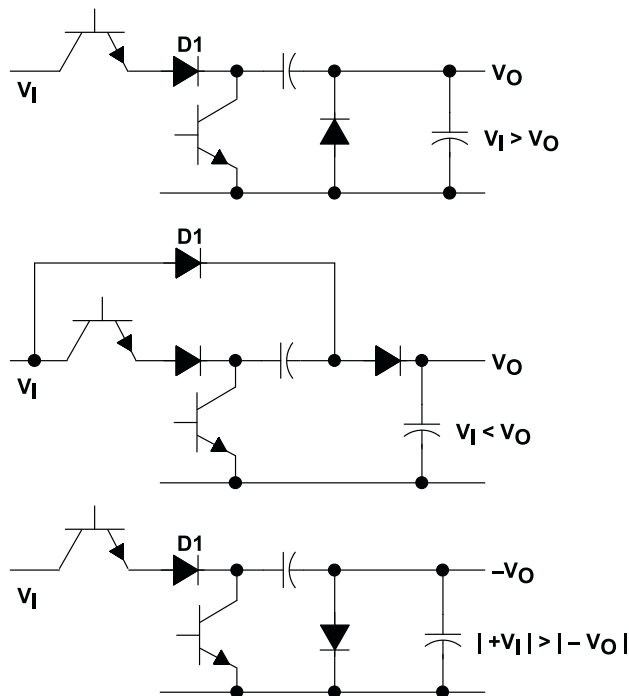 D1
V_I
V_O
V_I > V_O
D1
V_I
V_O
V_I < V_O
D1
V_I
–V_O
| +V_I | > | – V_O |